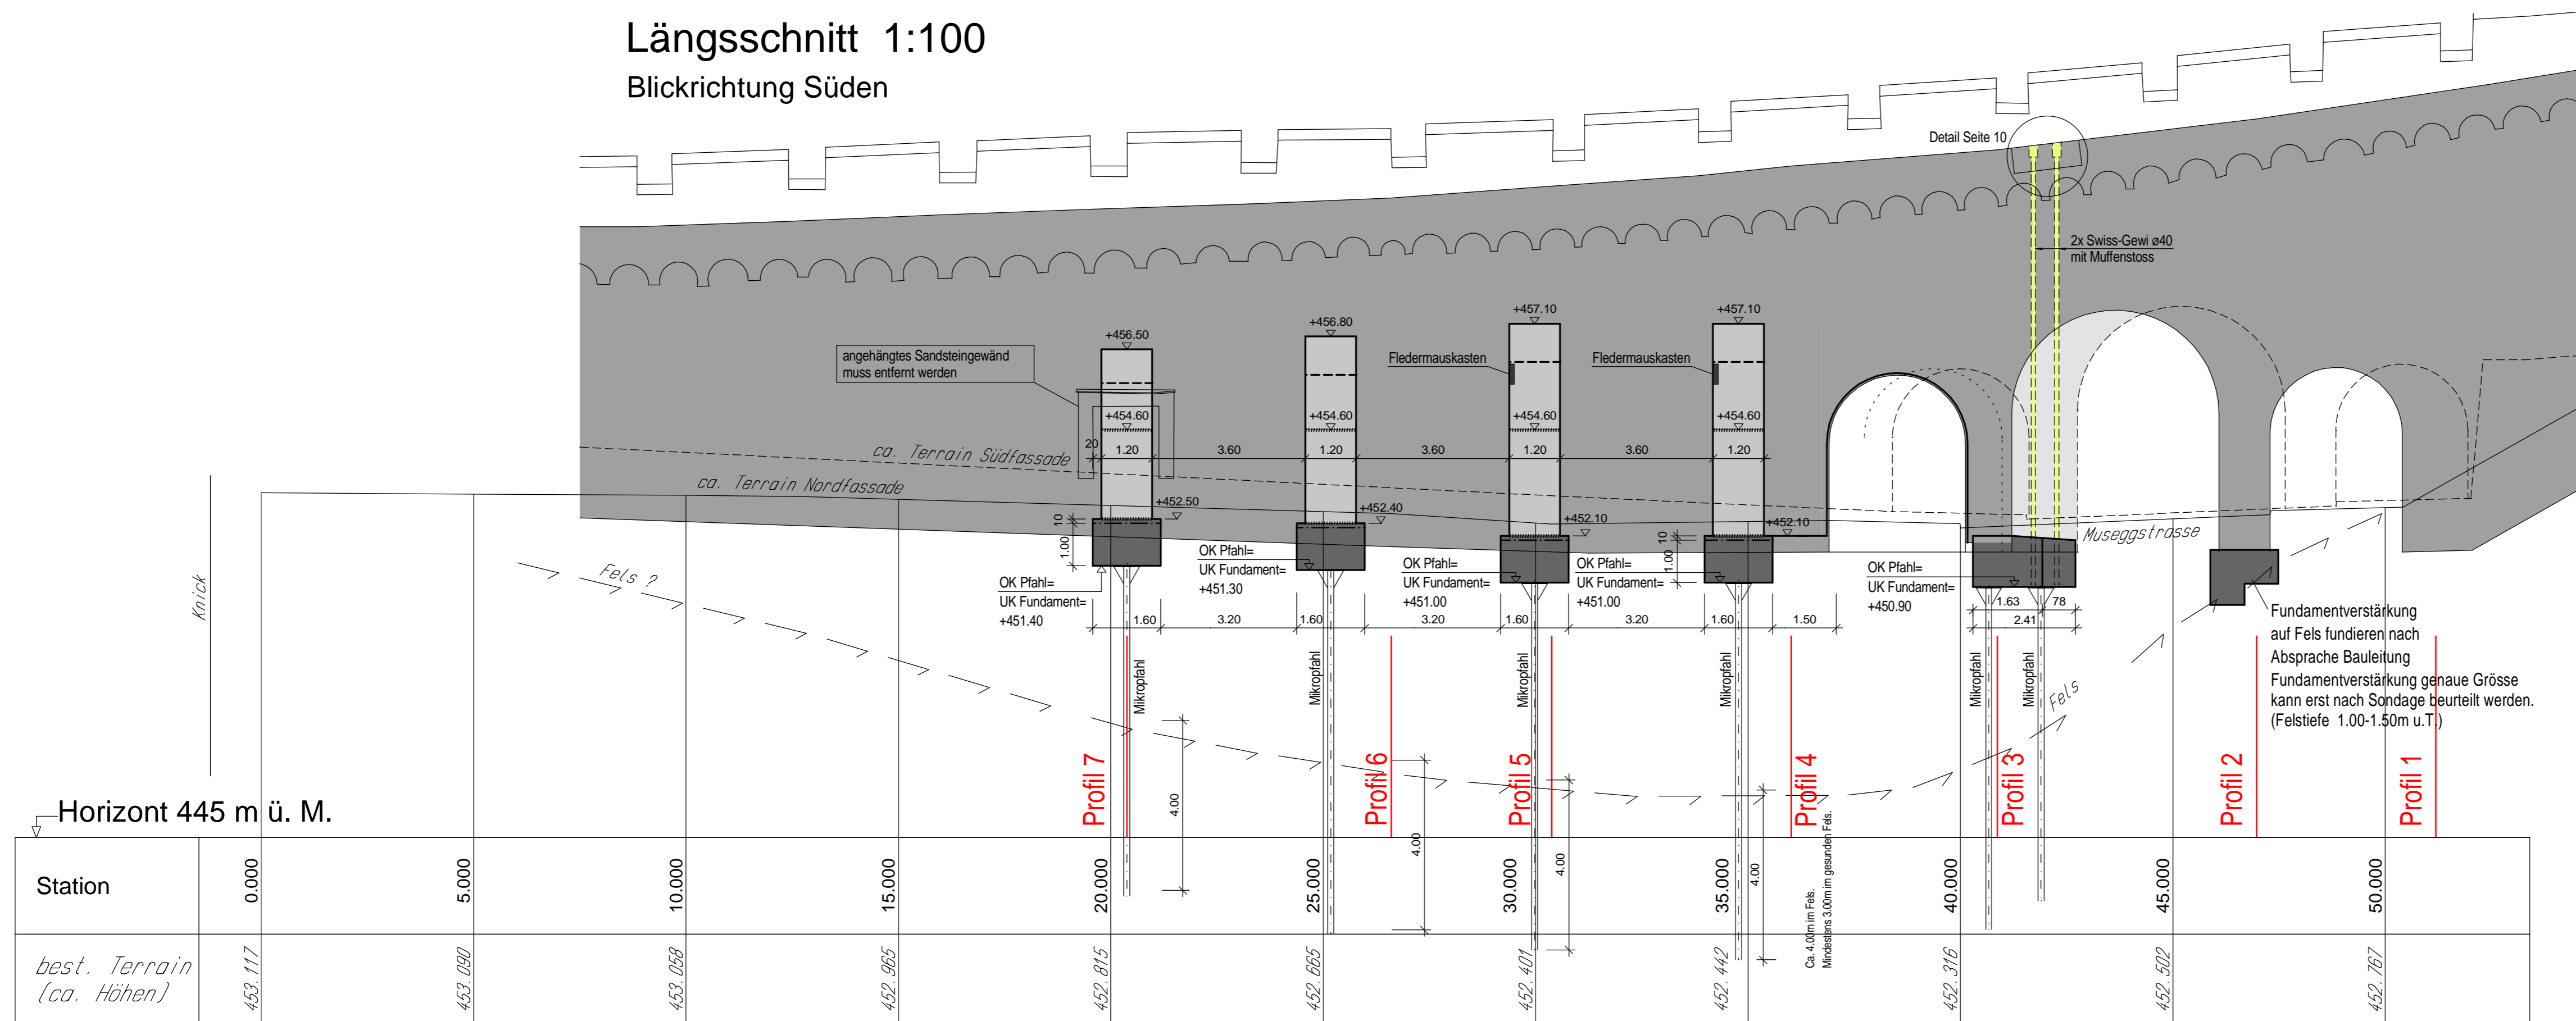 Längsschnitt 1:100
Blickrichtung Süden
Detail Seite 10
2x Swiss-Gewi ø40
mit Muffenstoss
+456.50
+456.80
+457.10
+457.10
angehängtes Sandsteingewänd
muss entfernt werden
Fledermauskasten
Fledermauskasten
+454.60
+454.60
+454.60
+454.60
20
1.20
3.60
1.20
3.60
1.20
3.60
1.20
ca. Terrain Südfassade
ca. Terrain Nordfassade
+452.50
+452.40
+452.10
+452.10
10
1.00
10
1.00
Museggstrasse
Knick
Fels ?
OK Pfahl=
UK Fundament=
+451.40
OK Pfahl=
UK Fundament=
+451.30
OK Pfahl=
UK Fundament=
+451.00
OK Pfahl=
UK Fundament=
+451.00
OK Pfahl=
UK Fundament=
+450.90
1.60
3.20
1.60
3.20
1.60
3.20
1.60
1.50
1.63
78
2.41
Fundamentverstärkung
auf Fels fundieren nach
Absprache Bauleitung
Fundamentverstärkung genaue Grösse
kann erst nach Sondage beurteilt werden.
(Felstiefe 1.00-1.50m u.T.)
Mikropfahl
Mikropfahl
Mikropfahl
Mikropfahl
Mikropfahl
Mikropfahl
Fels
Profil 7
Profil 6
Profil 5
Profil 4
Profil 3
Profil 2
Profil 1
4.00
4.00
4.00
4.00
Ca. 4.00m im Fels.
Mindestens 3.00m im gesunden Fels.
Horizont 445 m ü. M.
Station
0.000
5.000
10.000
15.000
20.000
25.000
30.000
35.000
40.000
45.000
50.000
best. Terrain
(ca. Höhen)
453.117
453.090
453.058
452.965
452.815
452.665
452.401
452.442
452.316
452.502
452.767